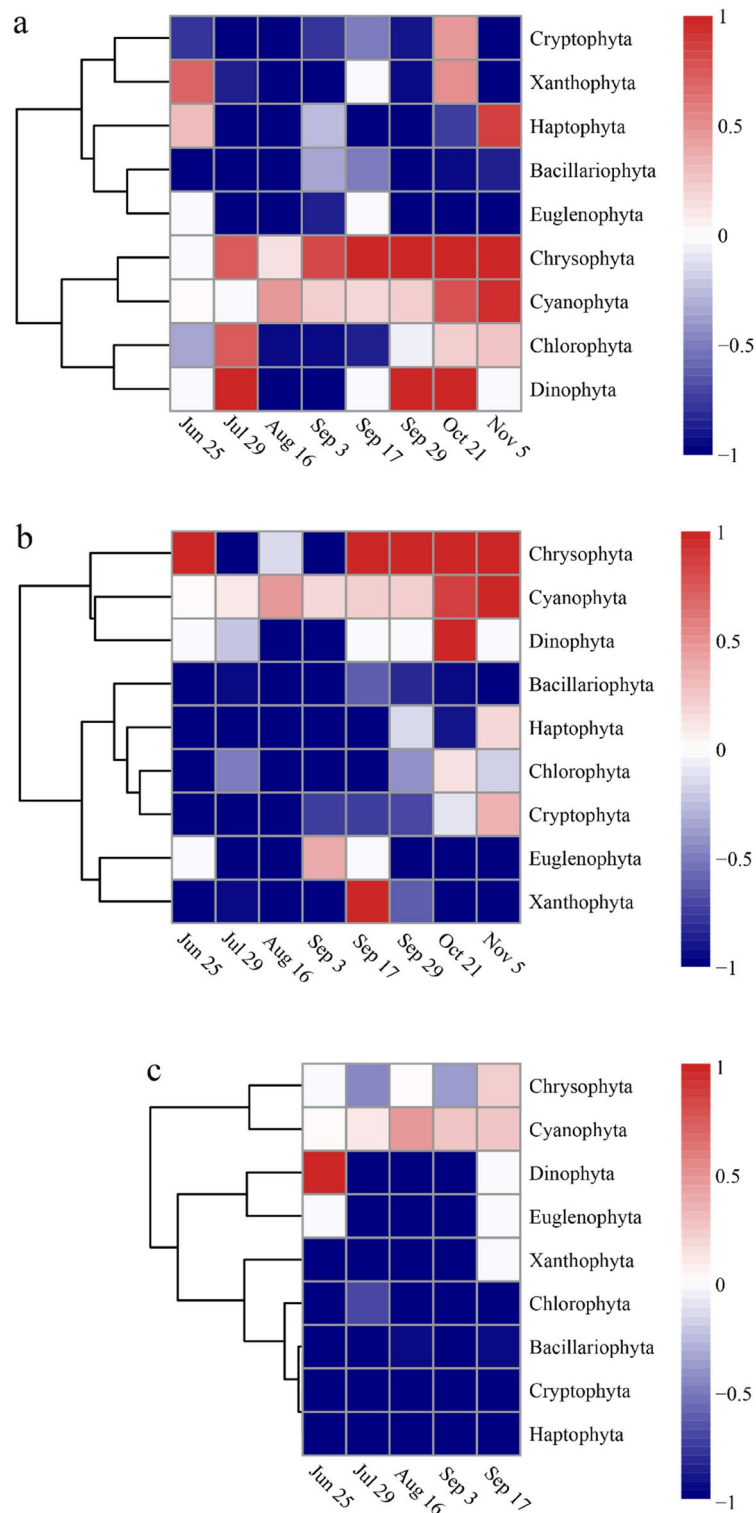 a
Cryptophyta
Xanthophyta
Haptophyta
Bacillariophyta
Euglenophyta
Chrysophyta
Cyanophyta
Chlorophyta
Dinophyta
Jun 25
Jul 29
Aug 16
Sep 3
Sep 17
Sep 29
Oct 21
Nov 5
1
0.5
0
−0.5
−1
b
Chrysophyta
Cyanophyta
Dinophyta
Bacillariophyta
Haptophyta
Chlorophyta
Cryptophyta
Euglenophyta
Xanthophyta
Jun 25
Jul 29
Aug 16
Sep 3
Sep 17
Sep 29
Oct 21
Nov 5
1
0.5
0
−0.5
−1
c
Chrysophyta
Cyanophyta
Dinophyta
Euglenophyta
Xanthophyta
Chlorophyta
Bacillariophyta
Cryptophyta
Haptophyta
Jun 25
Jul 29
Aug 16
Sep 3
Sep 17
1
0.5
0
−0.5
−1